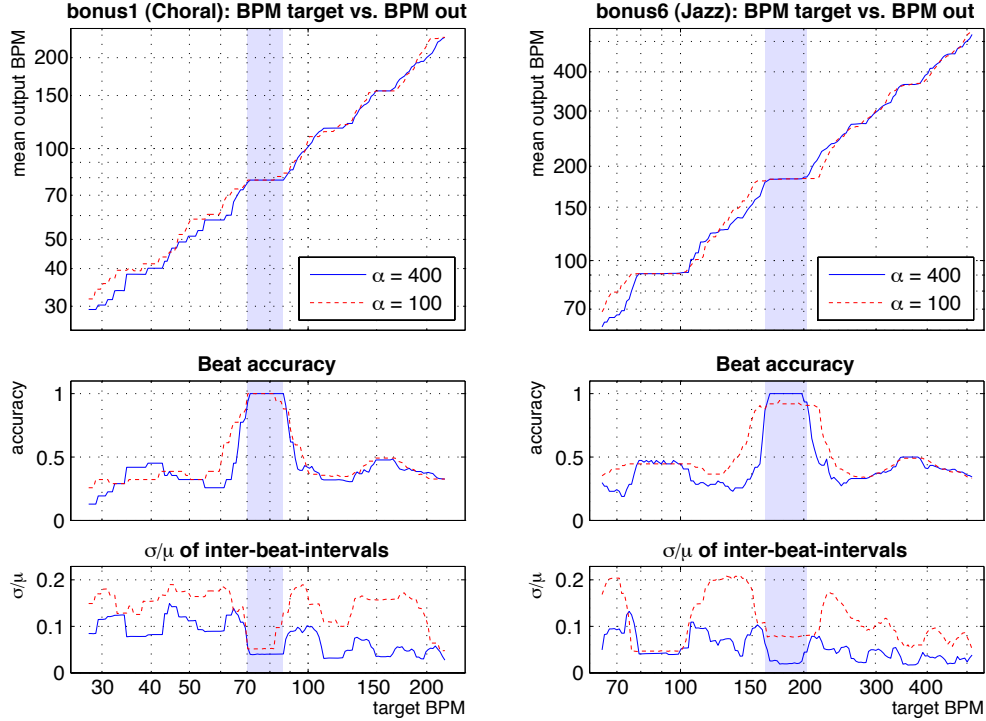 bonus1 (Choral): BPM target vs. BPM out
mean output BPM
200
150
100
70
50
40
30
α = 400
α = 100
Beat accuracy
accuracy
1
0.5
0
σ/μ of inter-beat-intervals
σ/μ
0.2
0.1
0
30 40 50 70 100 150 200
target BPM
bonus6 (Jazz): BPM target vs. BPM out
mean output BPM
400
300
200
150
100
70
α = 400
α = 100
Beat accuracy
accuracy
1
0.5
0
σ/μ of inter-beat-intervals
σ/μ
0.2
0.1
0
70 100 150 200 300 400
target BPM